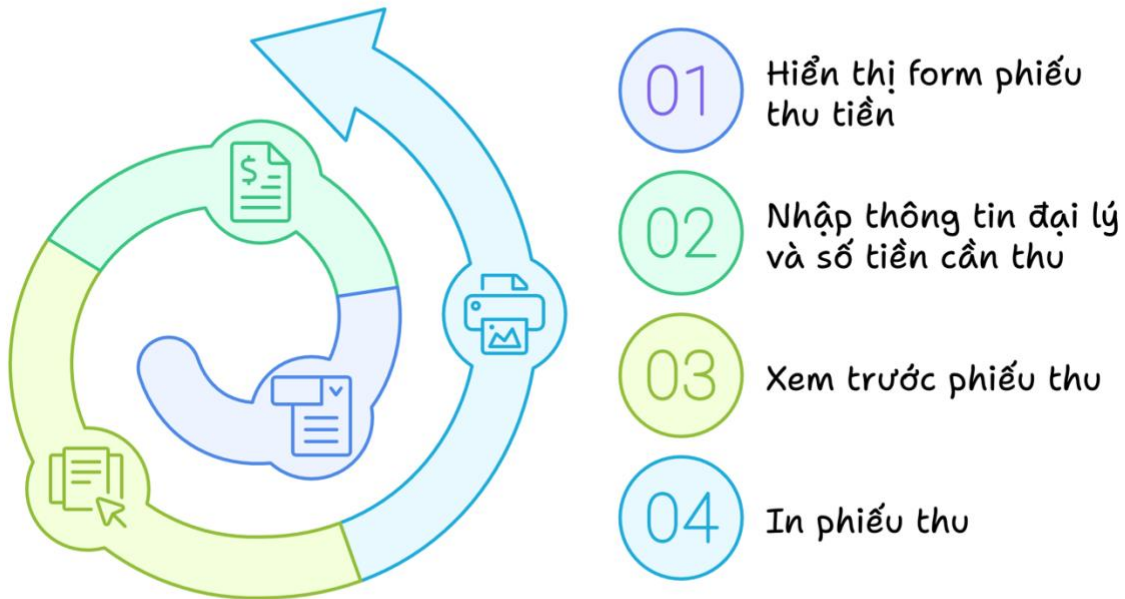 01
Hiển thị form phiếu
thu tiền
02
Nhập thông tin đại lý
và số tiền cần thu
03
Xem trước phiếu thu
04
In phiếu thu
$